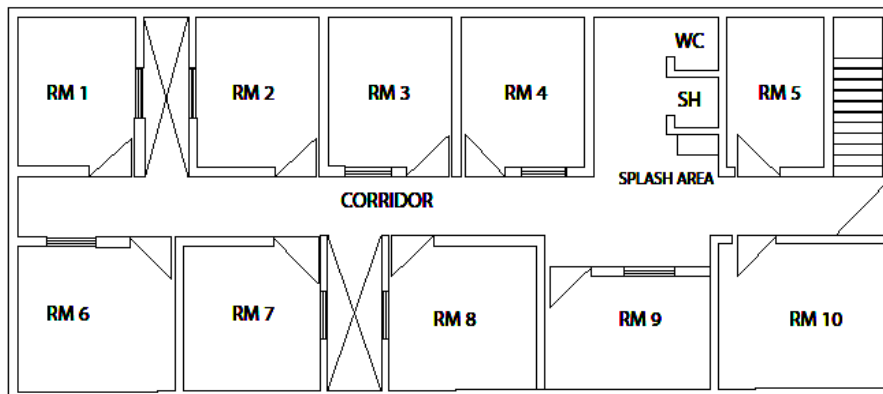 WC
RM 1
RM 2
RM 3
RM 4
SH
RM 5
SPLASH AREA
CORRIDOR
RM 6
RM 7
RM 8
RM 9
RM 10